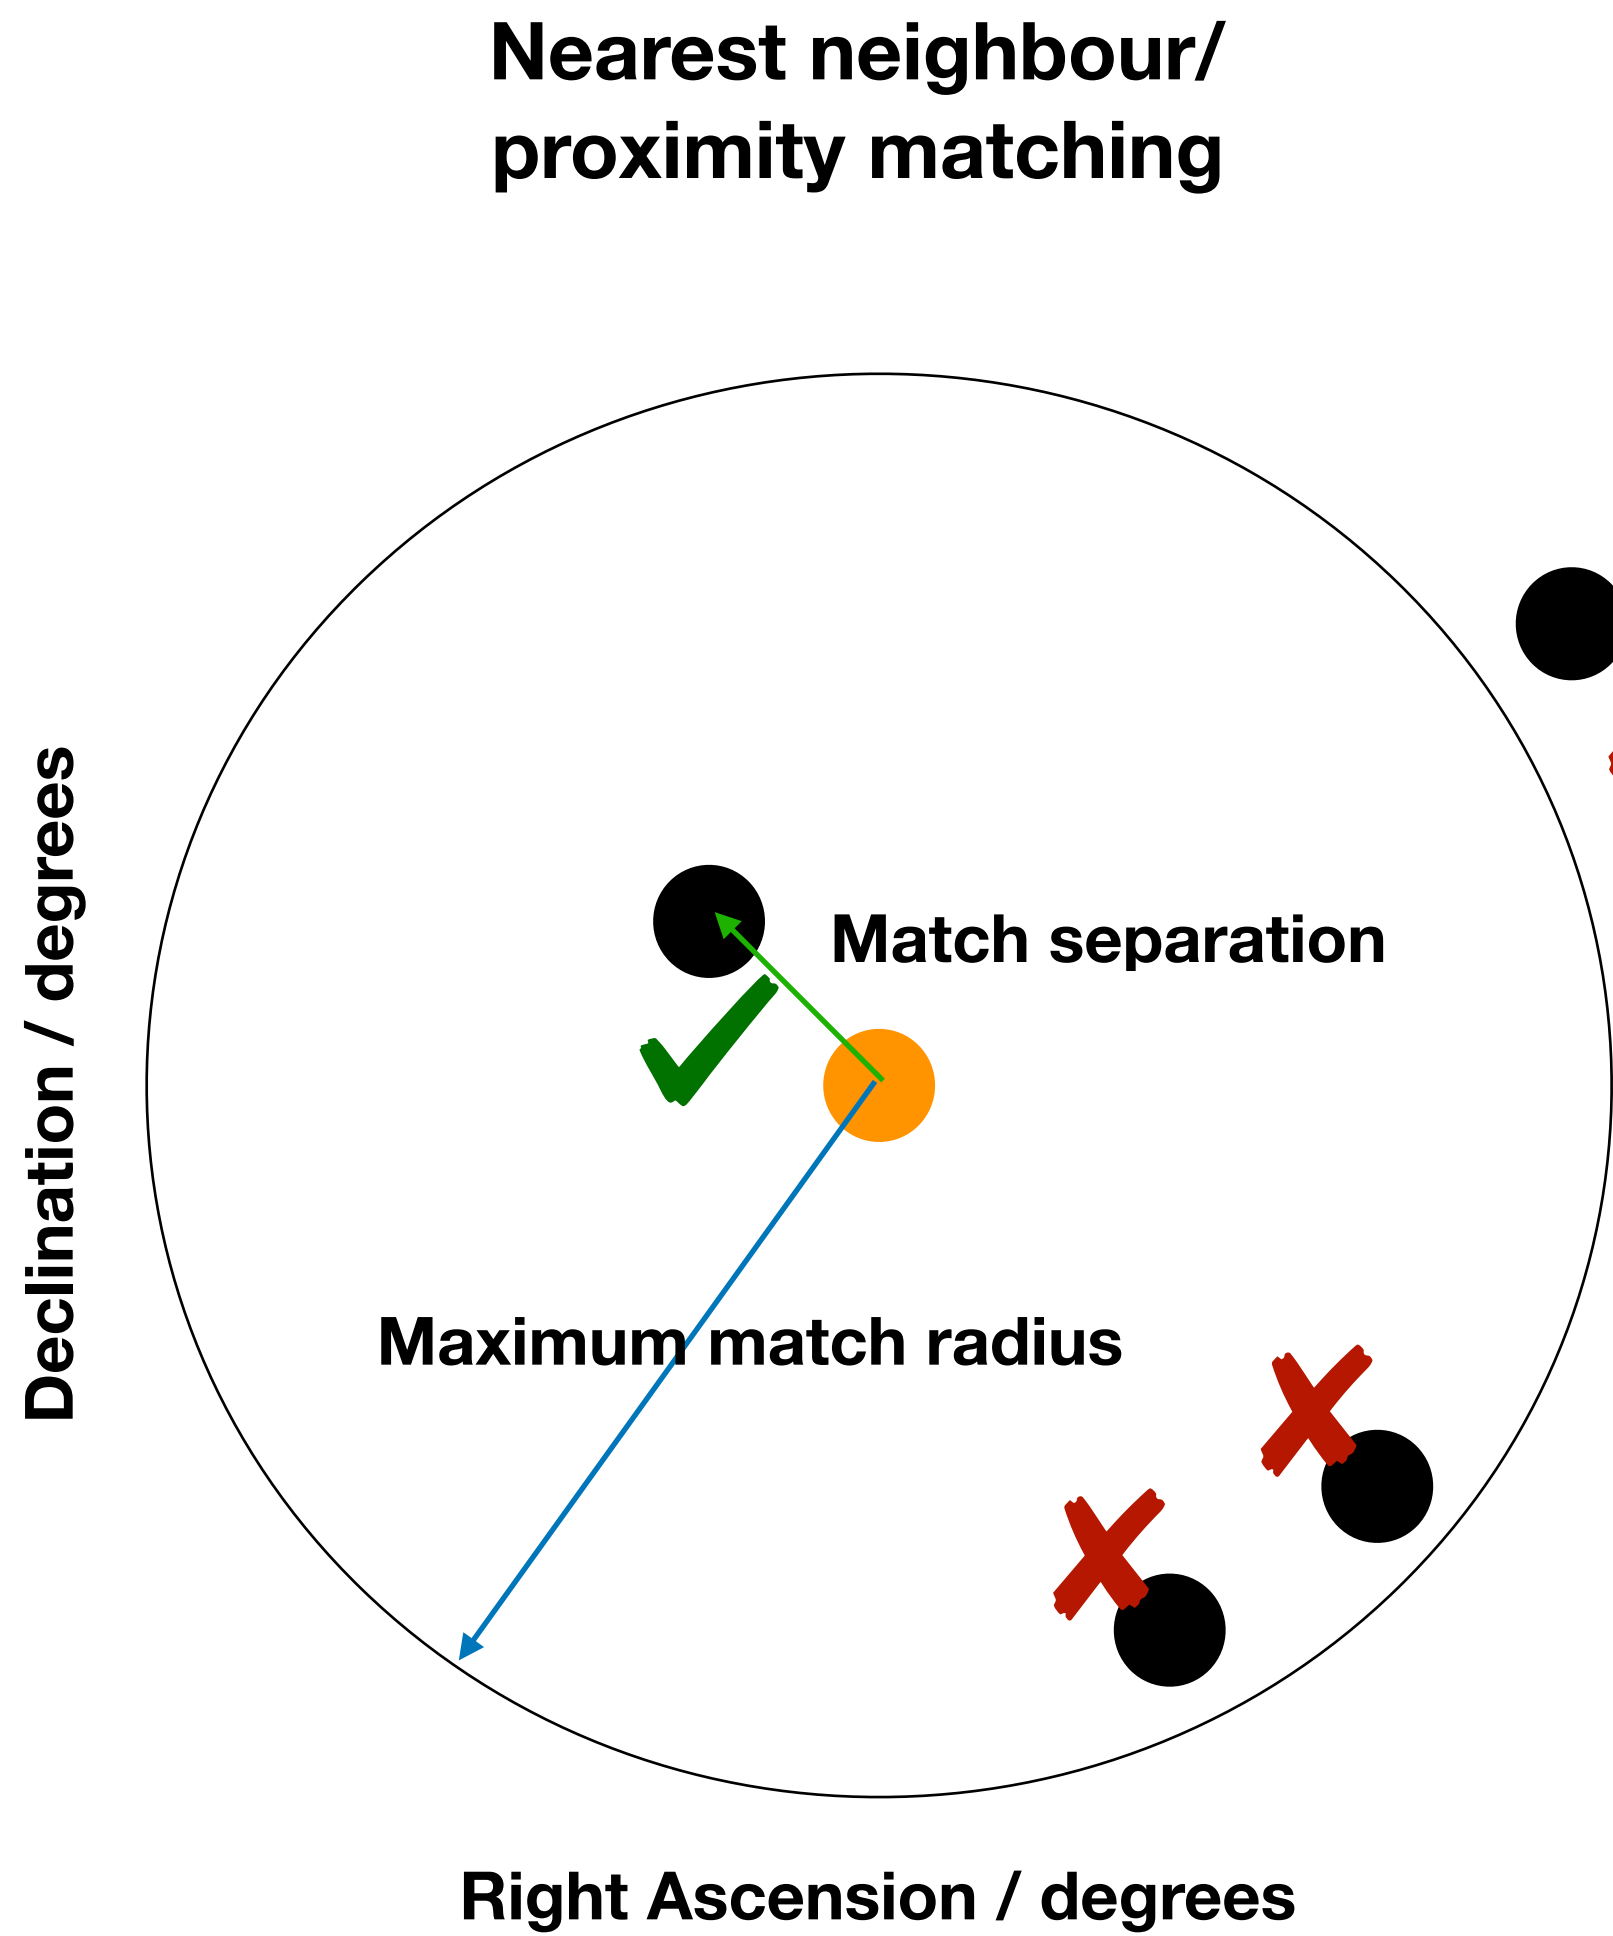 Nearest neighbour/
proximity matching
Match separation
Maximum match radius
Declination / degrees
Right Ascension / degrees